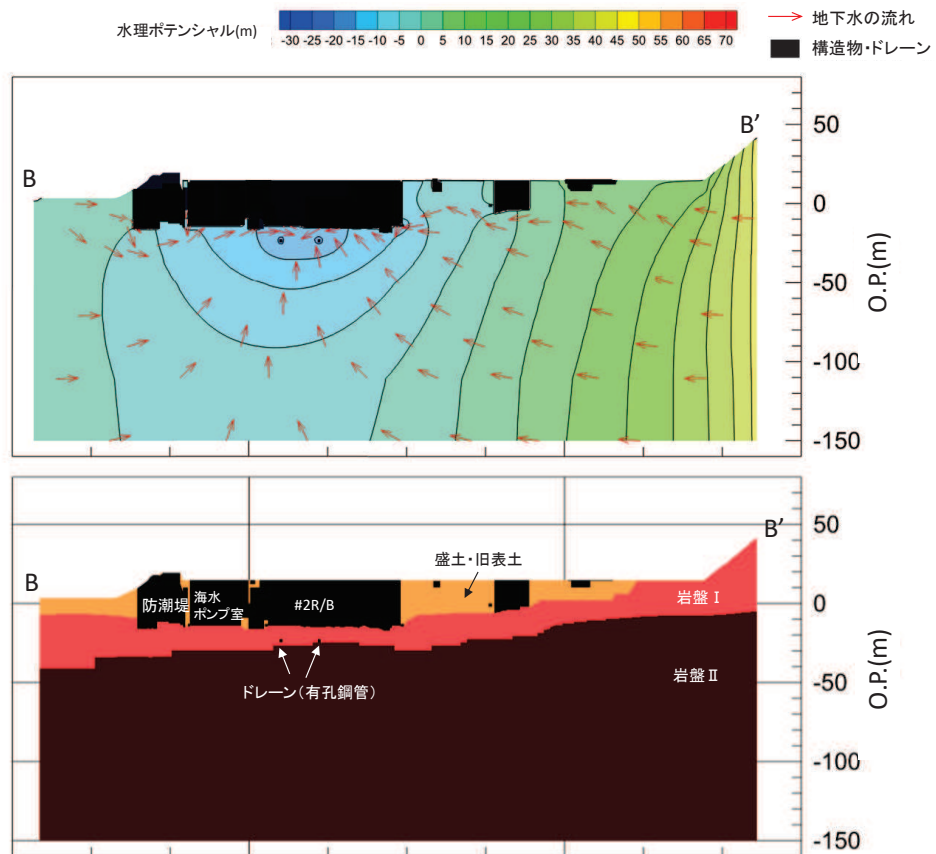 水理ポテンシャル(m)
-30 -25 -20 -15 -10 -5 0 5 10 15 20 25 30 35 40 45 50 55 60 65 70
地下水の流れ
構造物・ドレーン
B
B’
50
0
-50
-100
-150
O.P.(m)
B
B’
50
0
-50
-100
-150
O.P.(m)
盛土・旧表土
防潮堤
海水
ポンプ室
#2R/B
岩盤Ⅰ
ドレーン(有孔鋼管)
岩盤Ⅱ